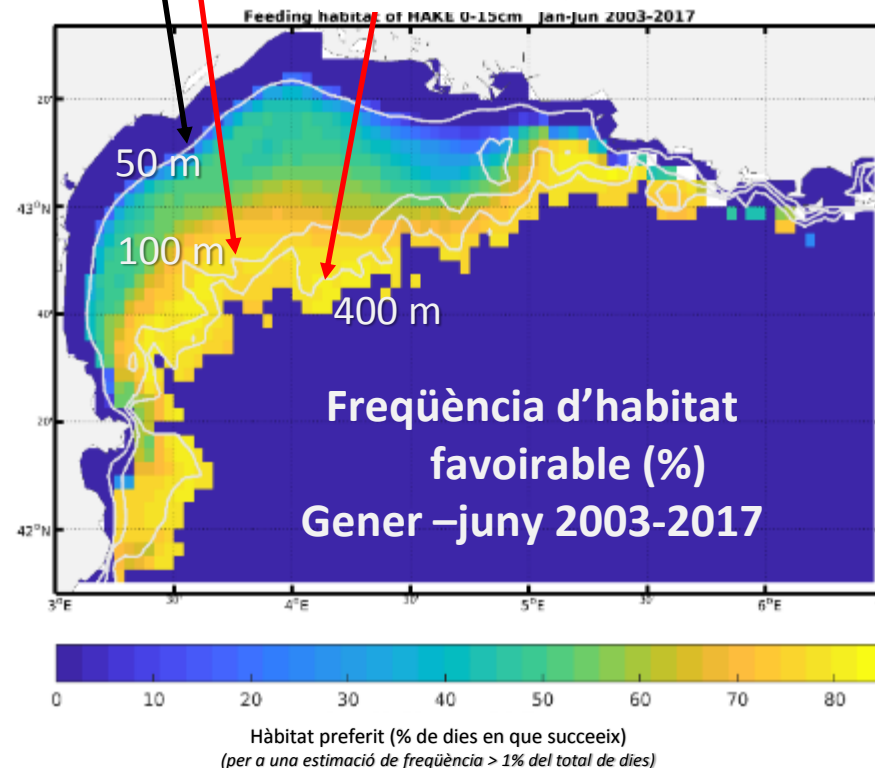 Feeding habitat of HAKE 0-15cm Jan-Jun 2003-2017
20'
50 m
43°N
100 m
40'
400 m
Freqüència d'habitat
favoirable (%)
20'
Gener –juny 2003-2017
42°N
3°E 30' 4°E 30' 5°E 30' 6°E
0 10 20 30 40 50 60 70 80
Hàbitat preferit (% de dies en que succeeix)
(per a una estimació de freqüència > 1% del total de dies)